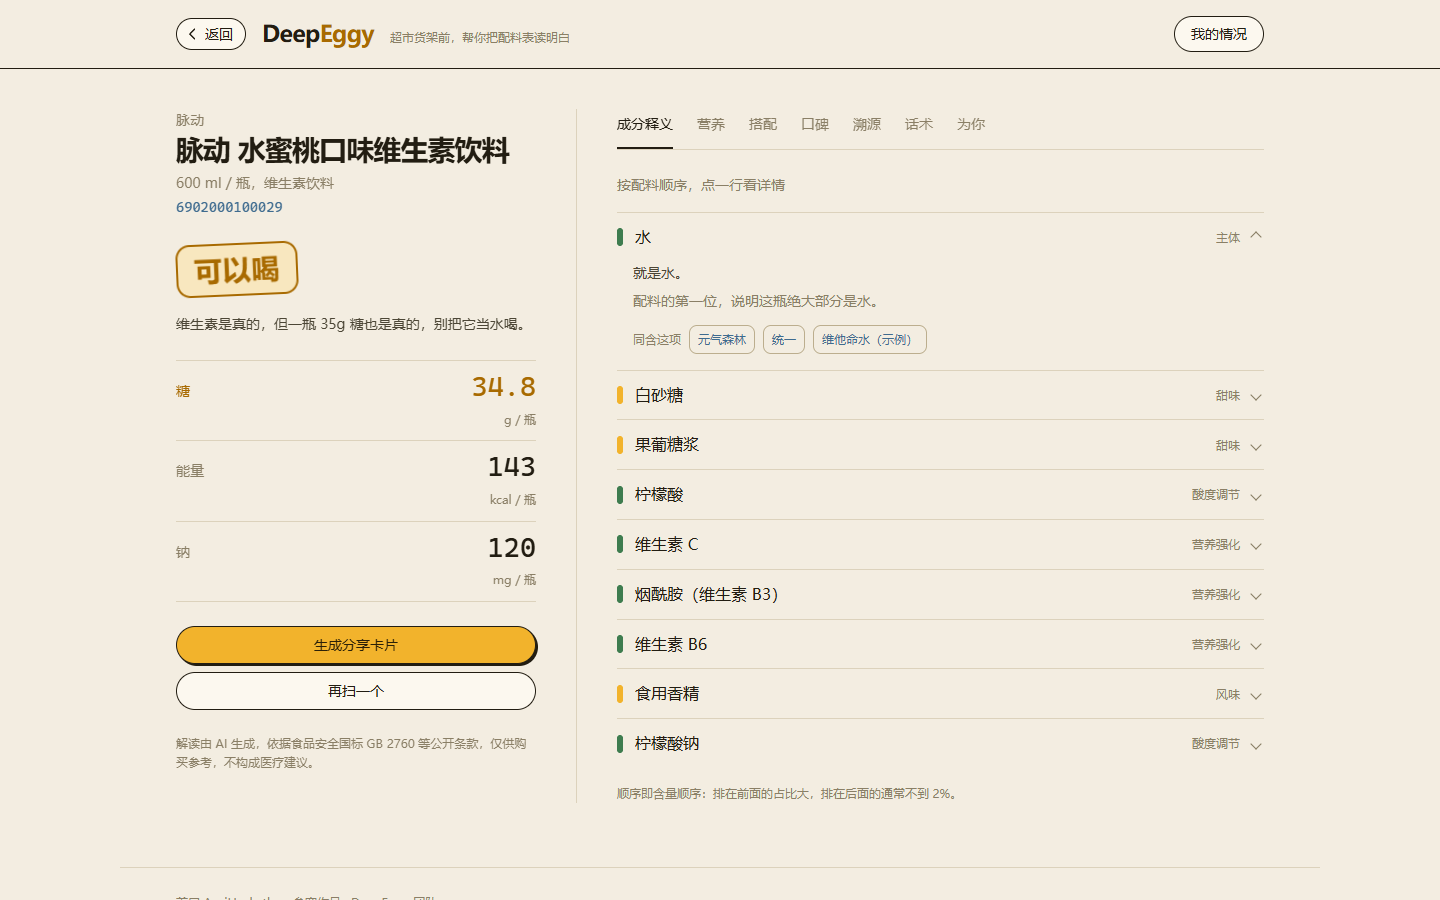 返回
DeepEggy
超市货架前，帮你把配料表读明白
我的情况
脉动
脉动 水蜜桃口味维生素饮料
600 ml / 瓶，维生素饮料
6902000100029
可以喝
维生素是真的，但一瓶 35g 糖也是真的，别把它当水喝。
糖
34.8
g / 瓶
能量
143
kcal / 瓶
钠
120
mg / 瓶
生成分享卡片
再扫一个
解读由 AI 生成，依据食品安全国标 GB 2760 等公开条款，仅供购
买参考，不构成医疗建议。
成分释义 营养 搭配 口碑 溯源 话术 为你
按配料顺序，点一行看详情
水 主体
就是水。
配料的第一位，说明这瓶绝大部分是水。
同含这项 元气森林 统一 维他命水（示例）
白砂糖 甜味
果葡糖浆 甜味
柠檬酸 酸度调节
维生素 C 营养强化
烟酰胺（维生素 B3） 营养强化
维生素 B6 营养强化
食用香精 风味
柠檬酸钠 酸度调节
顺序即含量顺序：排在前面的占比大，排在后面的通常不到 2%。